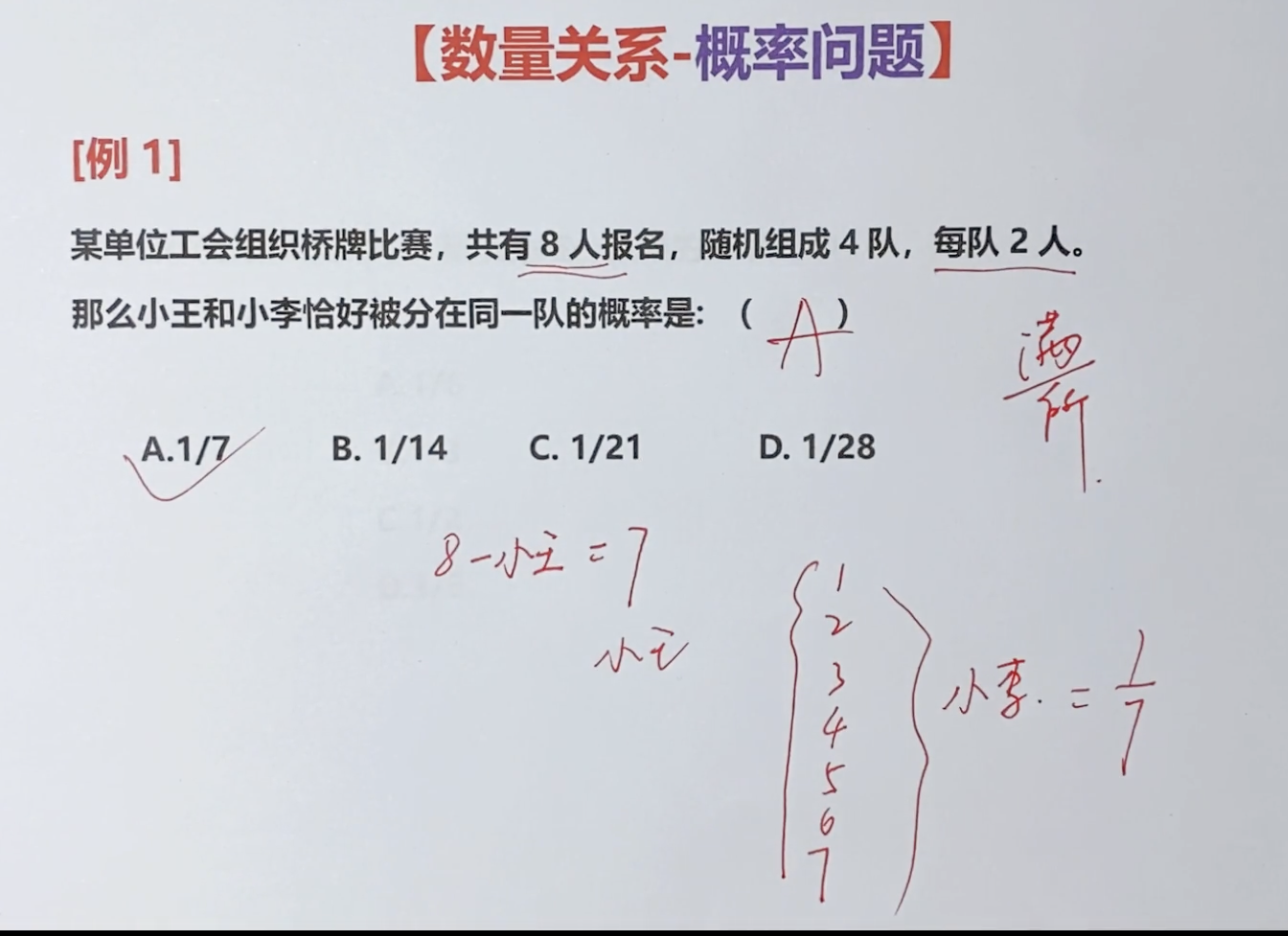 【数量关系-概率问题】
[例 1]
某单位工会组织桥牌比赛，共有 8 人报名，随机组成 4 队，每队 2 人。
那么小王和小李恰好被分在同一队的概率是: （ A ）
满
所
A.1/7 B. 1/14 C. 1/21 D. 1/28
8-小王=7
小王
1
2
3
4
5
6
7
小李. = 1/7